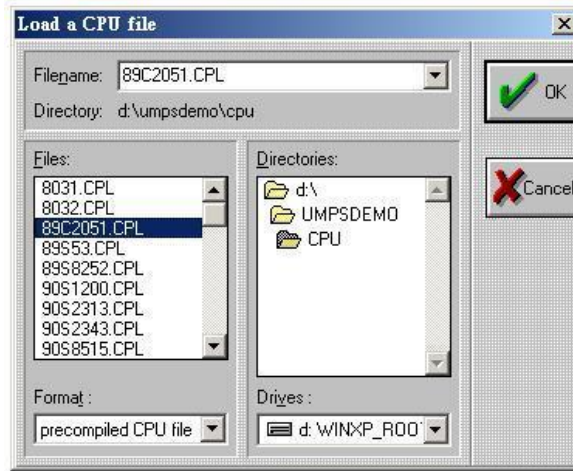 Load a CPU file
Filename: 89C2051.CPL
Directory: d:\umpsdemo\cpu
OK
Cancel
Files:
8031.CPL
8032.CPL
89C2051.CPL
89S53.CPL
89S8252.CPL
90S1200.CPL
90S2313.CPL
90S2343.CPL
90S8515.CPL
Directories:
d:\
UMPSDEMO
CPU
Format :
precompiled CPU file
Drives :
d: WINXP_ROO